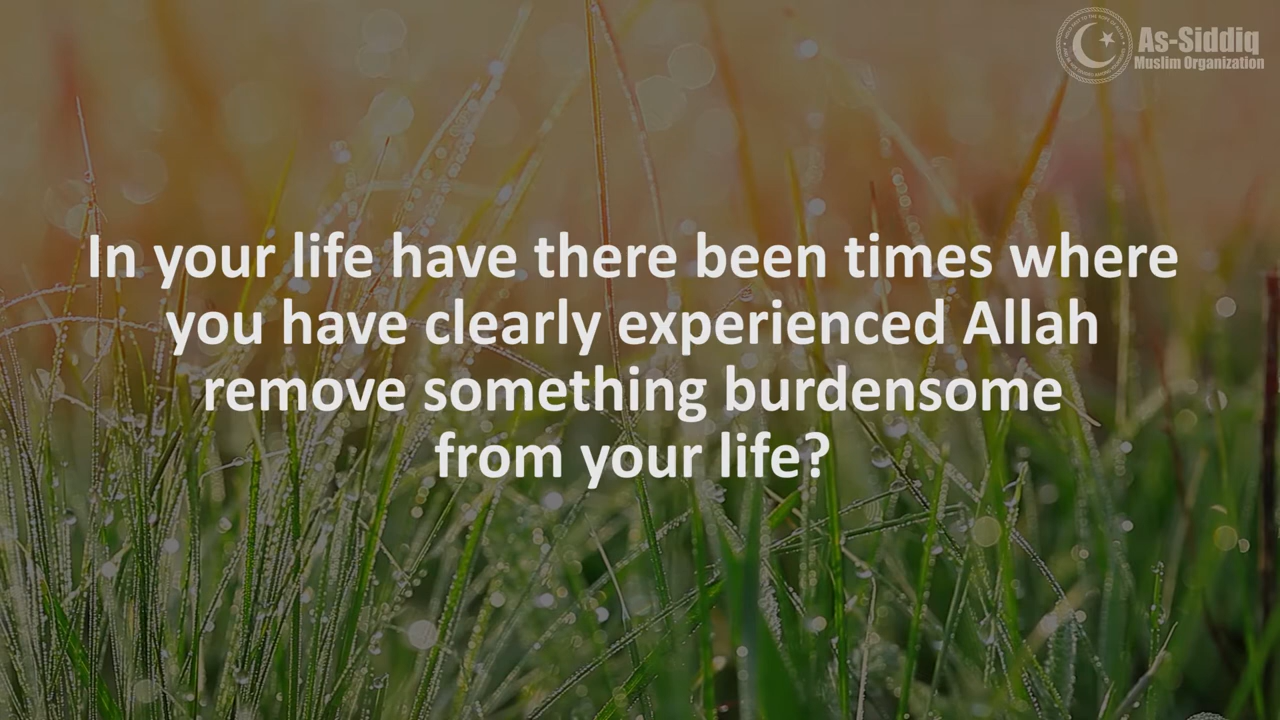 As-Siddiq
Muslim Organization
In your life have there been times where
you have clearly experienced Allah
remove something burdensome
from your life?